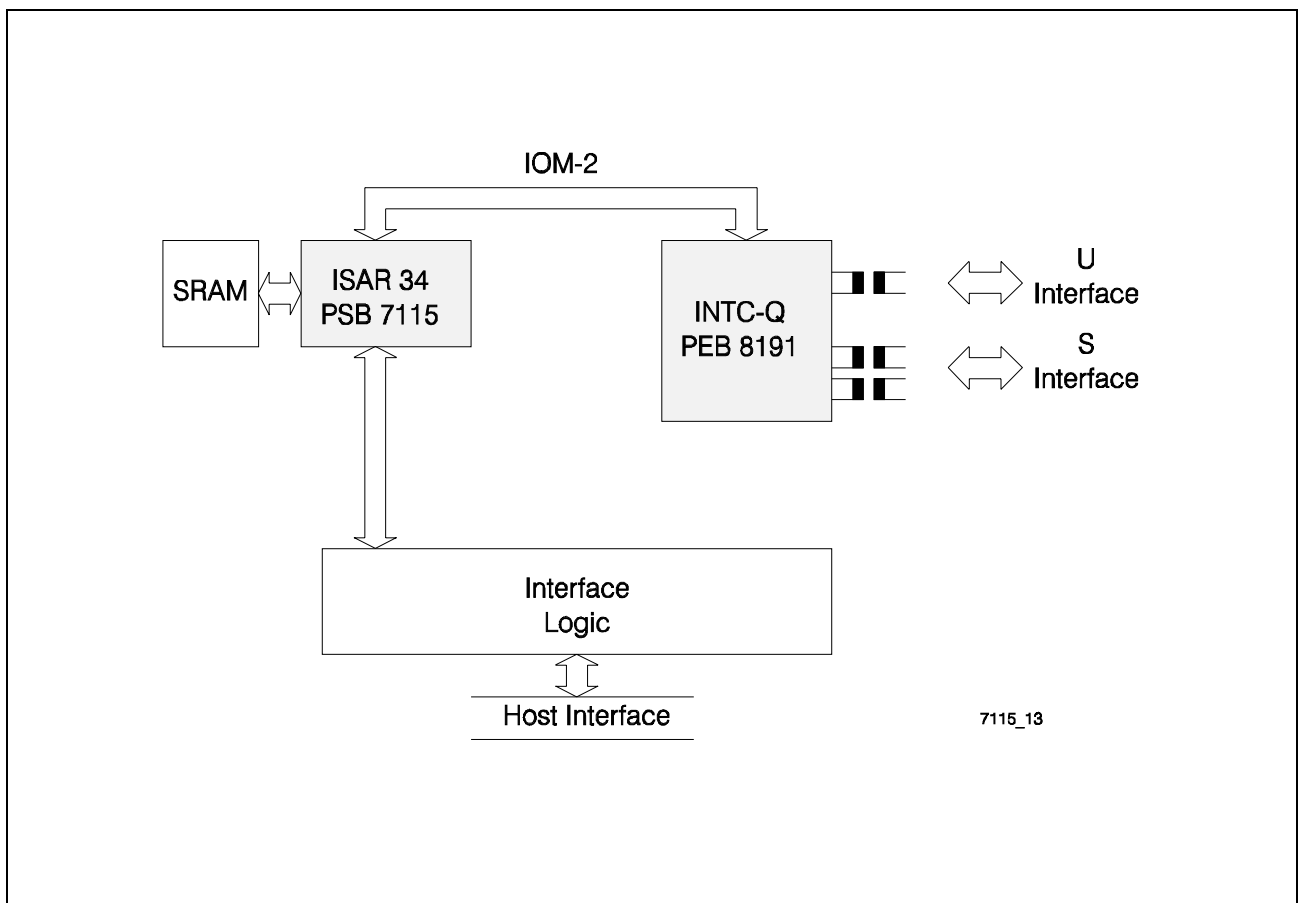 IOM-2
SRAM
ISAR 34
PSB 7115
INTC-Q
PEB 8191
U
Interface
S
Interface
Interface
Logic
Host Interface
7115_13